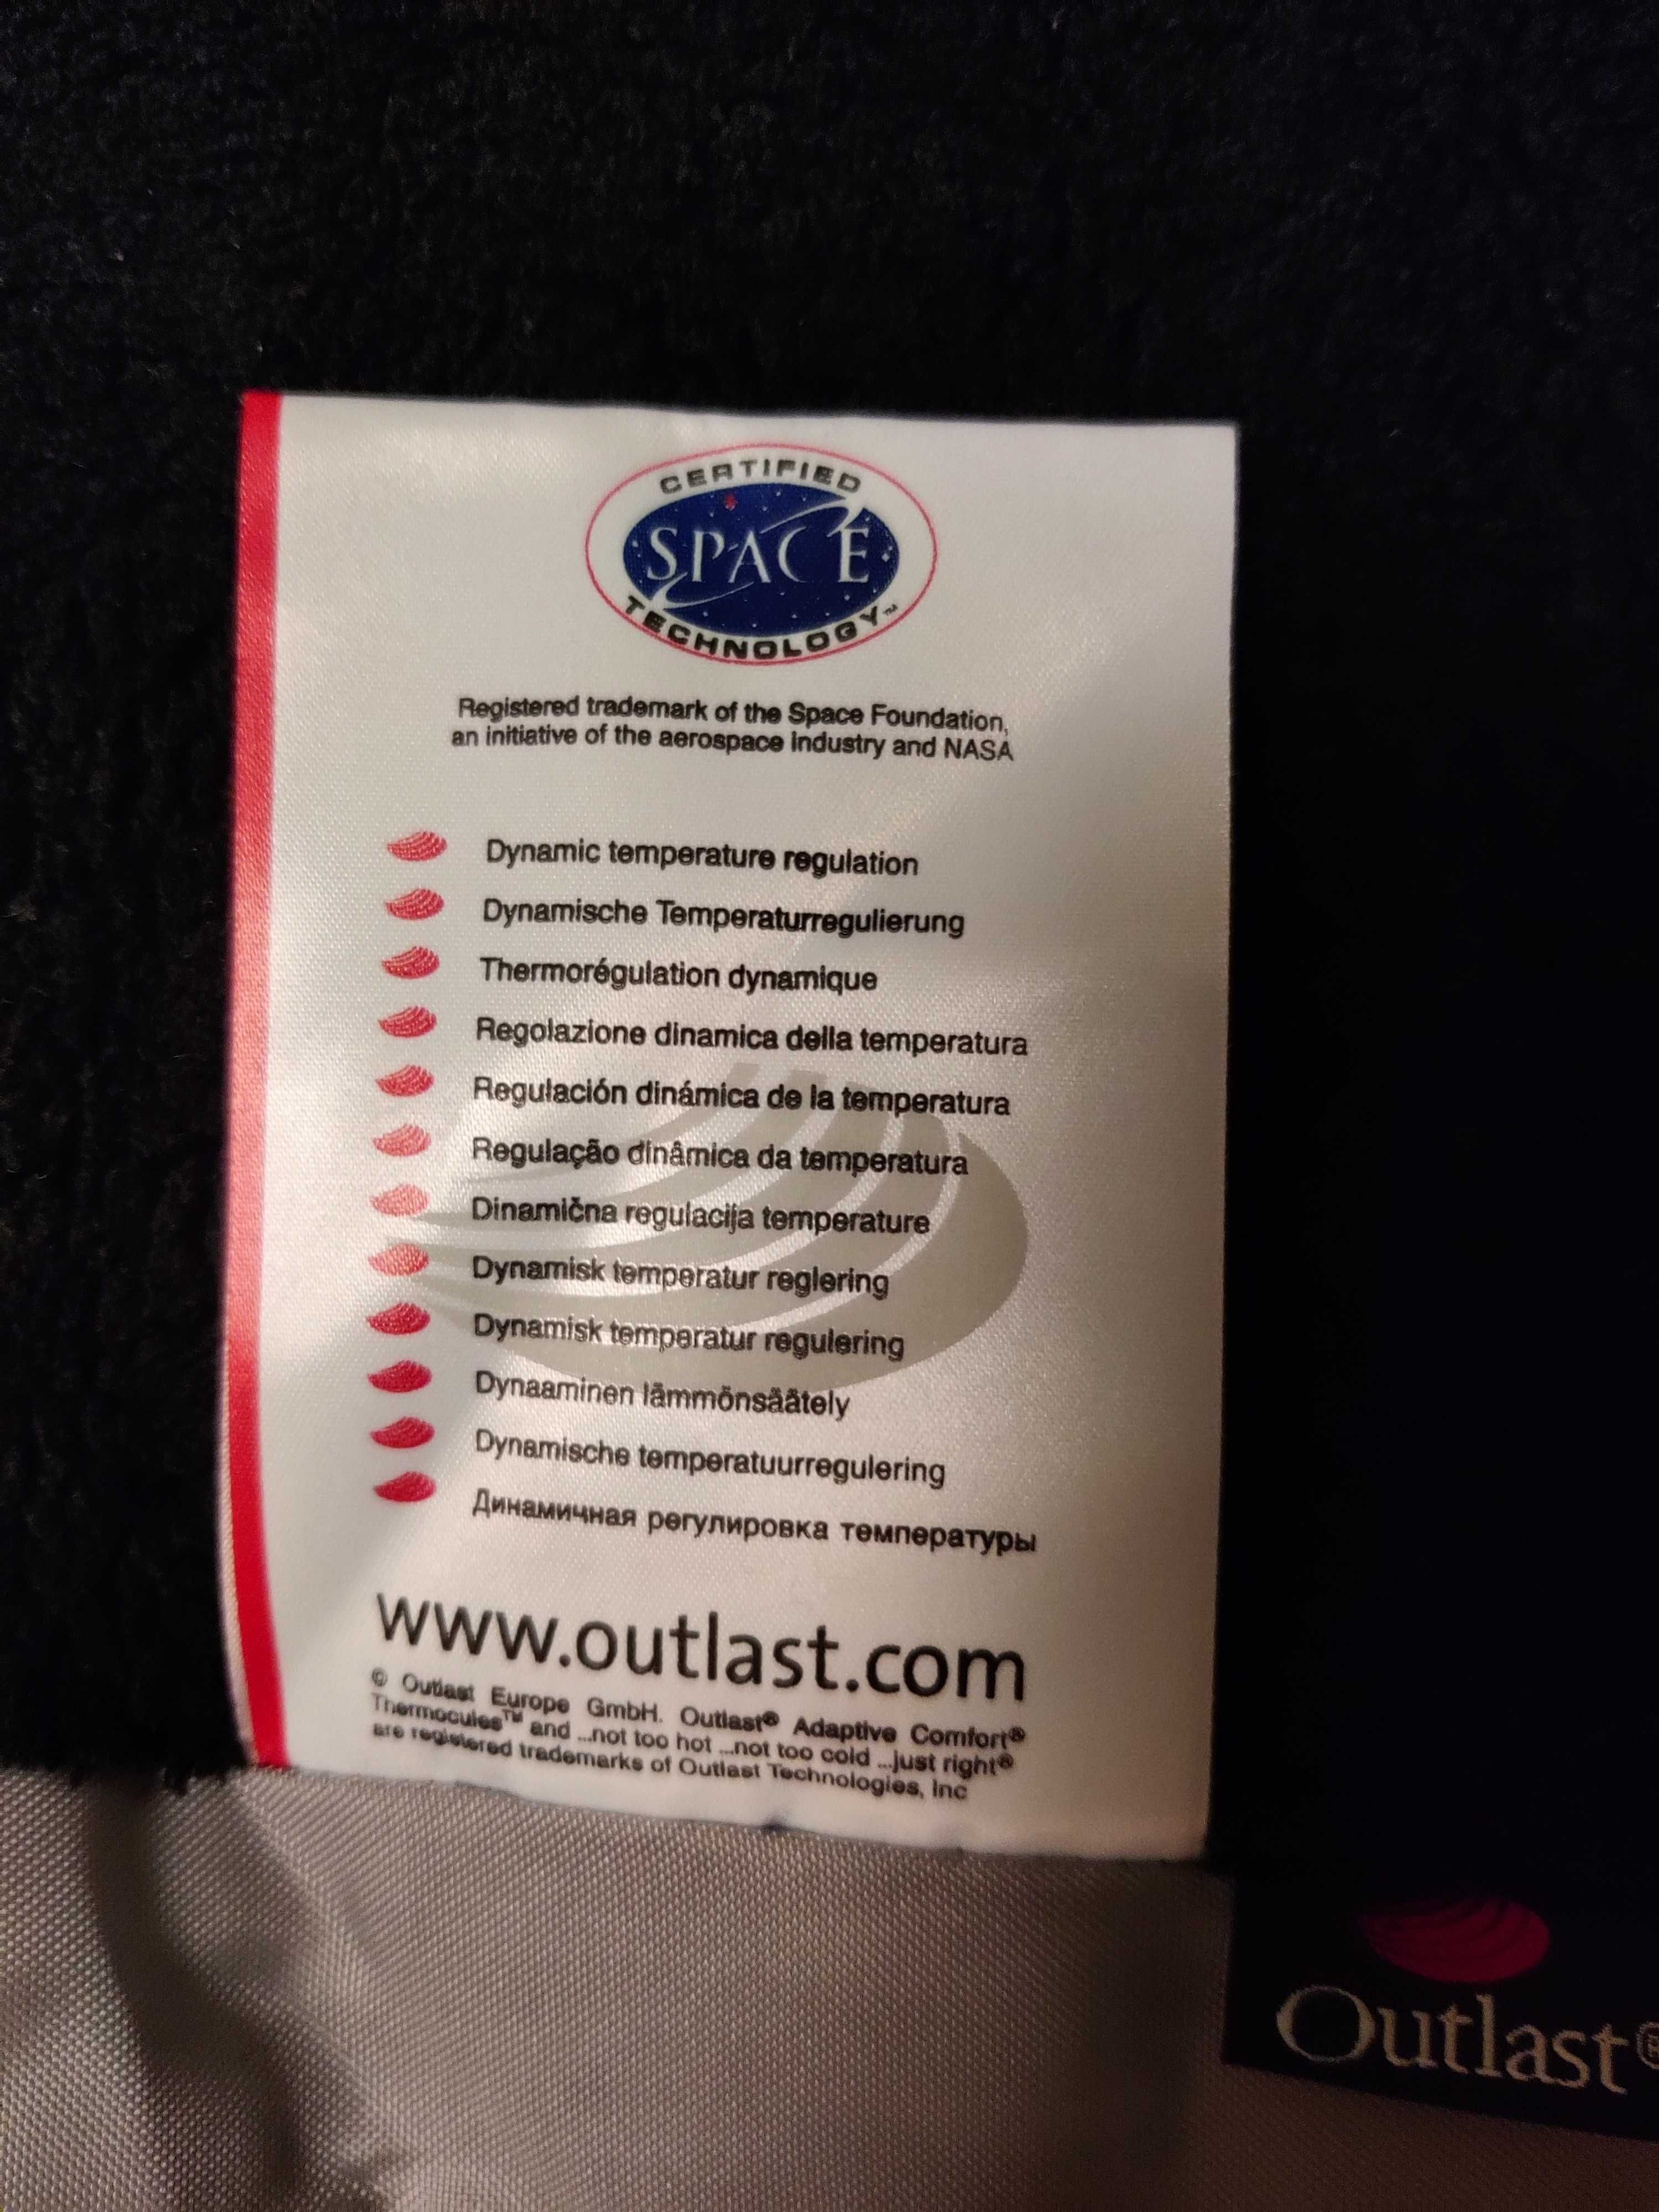 CERTIFIED
SPACE
TECHNOLOGY™
Registered trademark of the Space Foundation,
an initiative of the aerospace industry and NASA
Dynamic temperature regulation
Dynamische Temperaturregulierung
Thermorégulation dynamique
Regolazione dinamica della temperatura
Regulación dinámica de la temperatura
Regulação dinâmica da temperatura
Dinamična regulacija temperature
Dynamisk temperatur reglering
Dynamisk temperatur regulering
Dynaaminen lämmönsäätely
Dynamische temperatuurregulering
Динамичная регулировка температуры
www.outlast.com
© Outlast Europe GmbH. Outlast® Adaptive Comfort®
Thermocules™ and ...not too hot ...not too cold ...just right®
are registered trademarks of Outlast Technologies, Inc
Outlast®